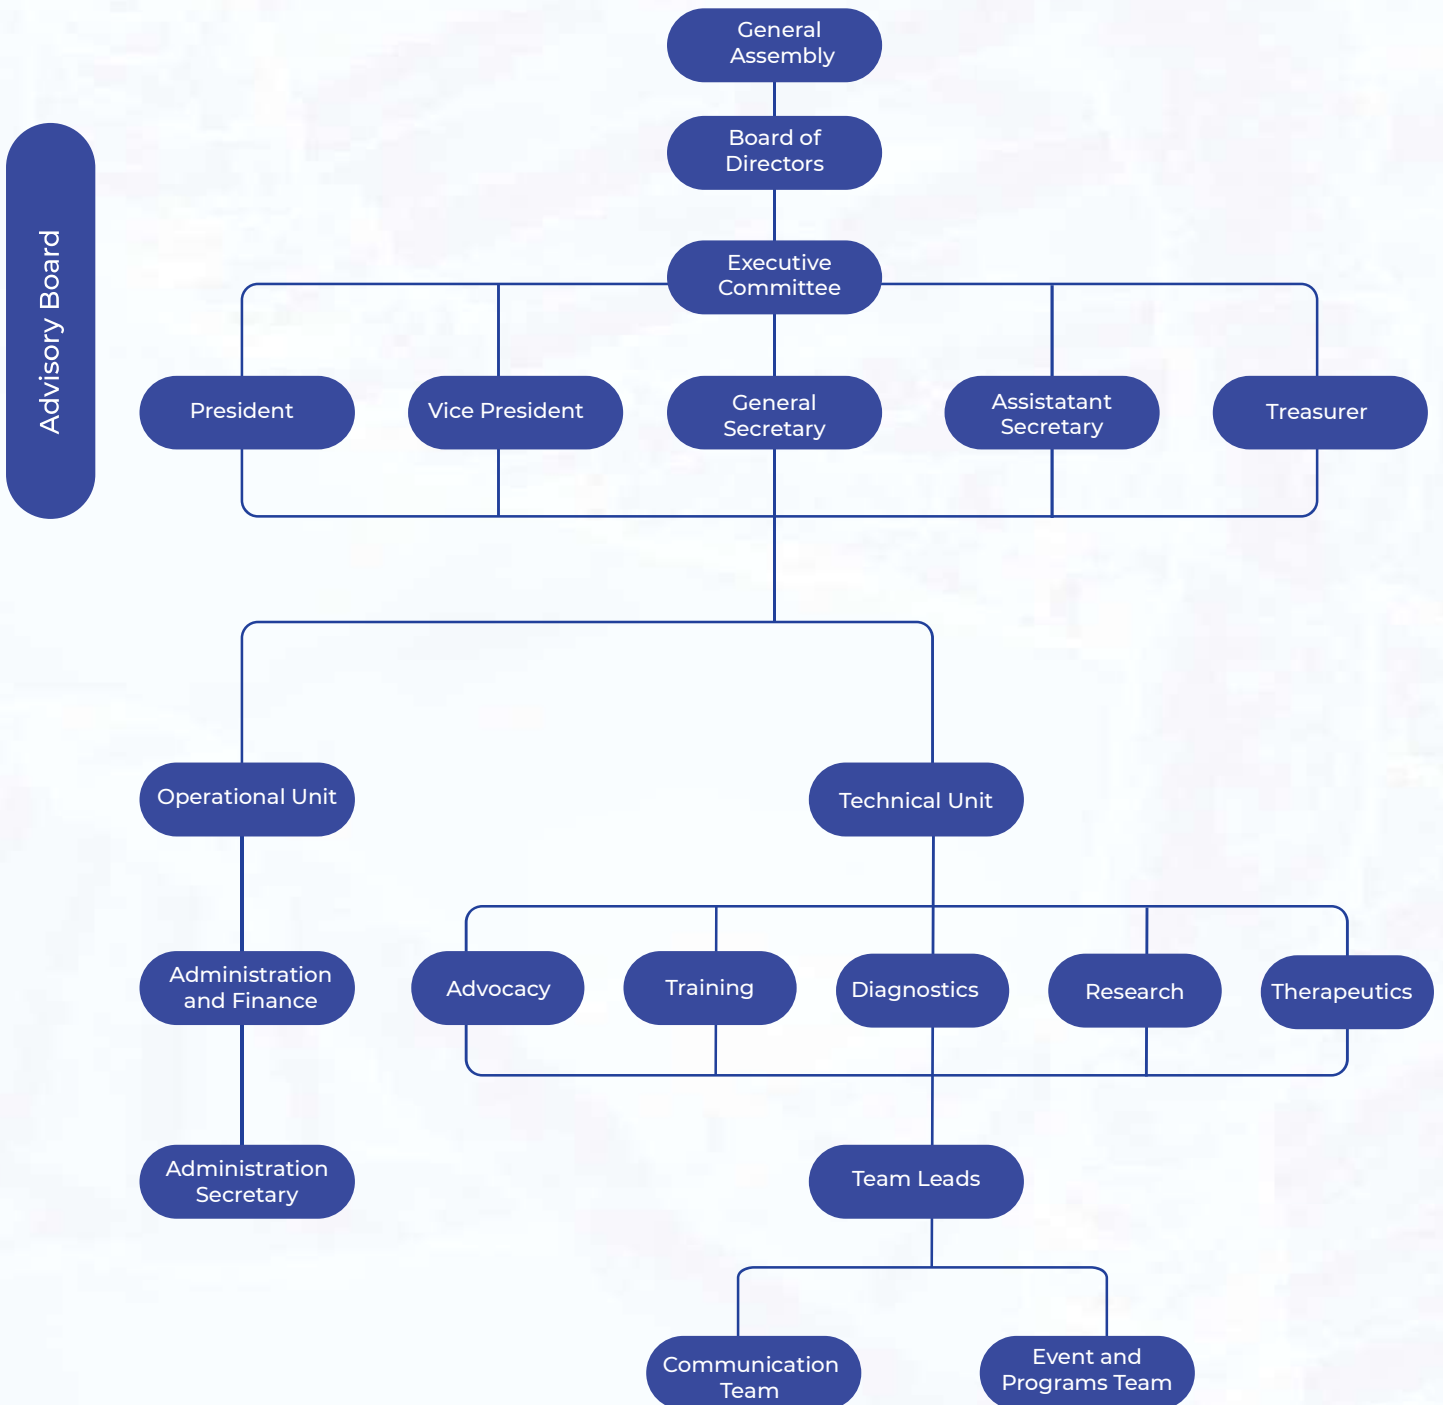 General
Assembly
Board of
Directors
Advisory Board
Executive
Committee
President
Vice President
General
Secretary
Assistatant
Secretary
Treasurer
Operational Unit
Technical Unit
Administration
and Finance
Advocacy
Training
Diagnostics
Research
Therapeutics
Administration
Secretary
Team Leads
Communication
Team
Event and
Programs Team